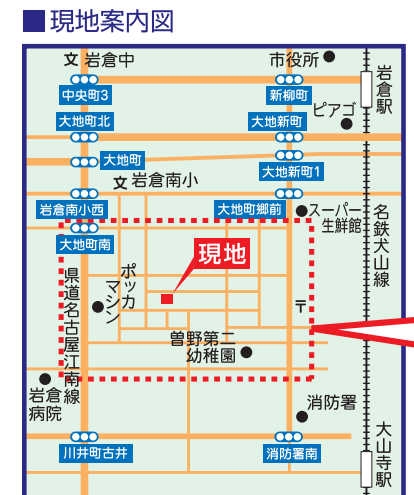 現地案内図
岩倉中
市役所
岩倉駅
中央町3
新柳町
ピアゴ
大地町北
大地新町
大地町
大地新町1
岩倉南小
岩倉南小西
大地町郷前
スーパー
生鮮館
名鉄犬山線
大地町南
現地
県道名古屋江南線
ポッカ
マシン
〒
曽野第二
幼稚園
岩倉
病院
消防署
川井町古井
消防署南
大山寺駅